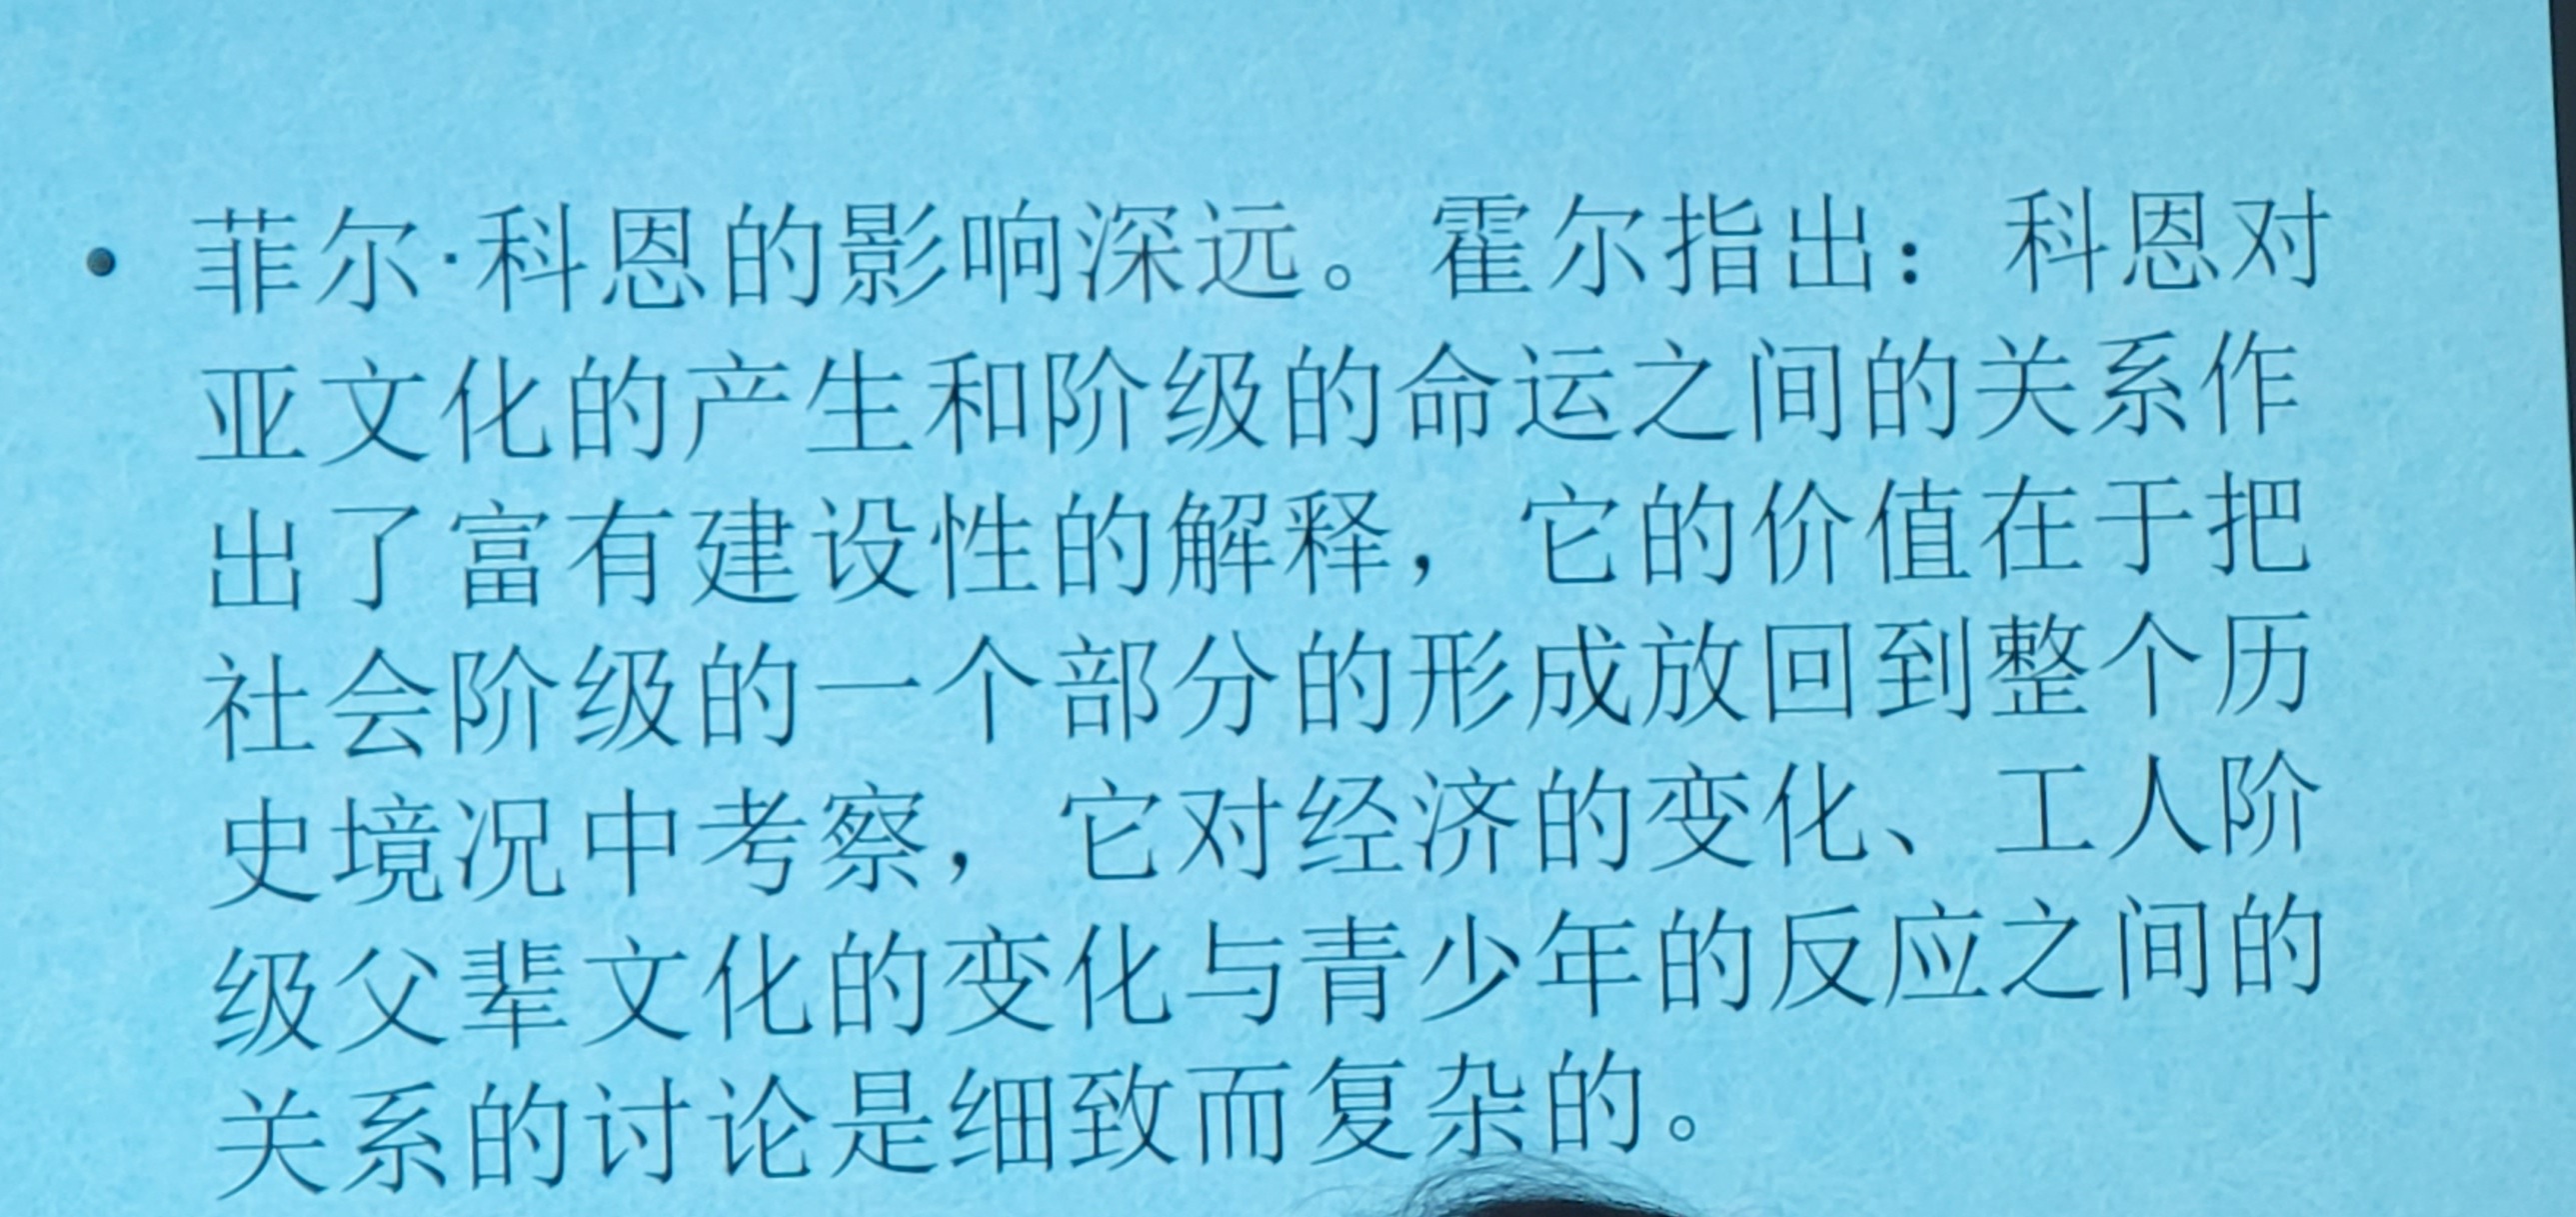 • 菲尔·科恩的影响深远。霍尔指出：科恩对
亚文化的产生和阶级的命运之间的关系作
出了富有建设性的解释，它的价值在于把
社会阶级的一个部分的形成放回到整个历
史境况中考察，它对经济的变化、工人阶
级父辈文化的变化与青少年的反应之间的
关系的讨论是细致而复杂的。